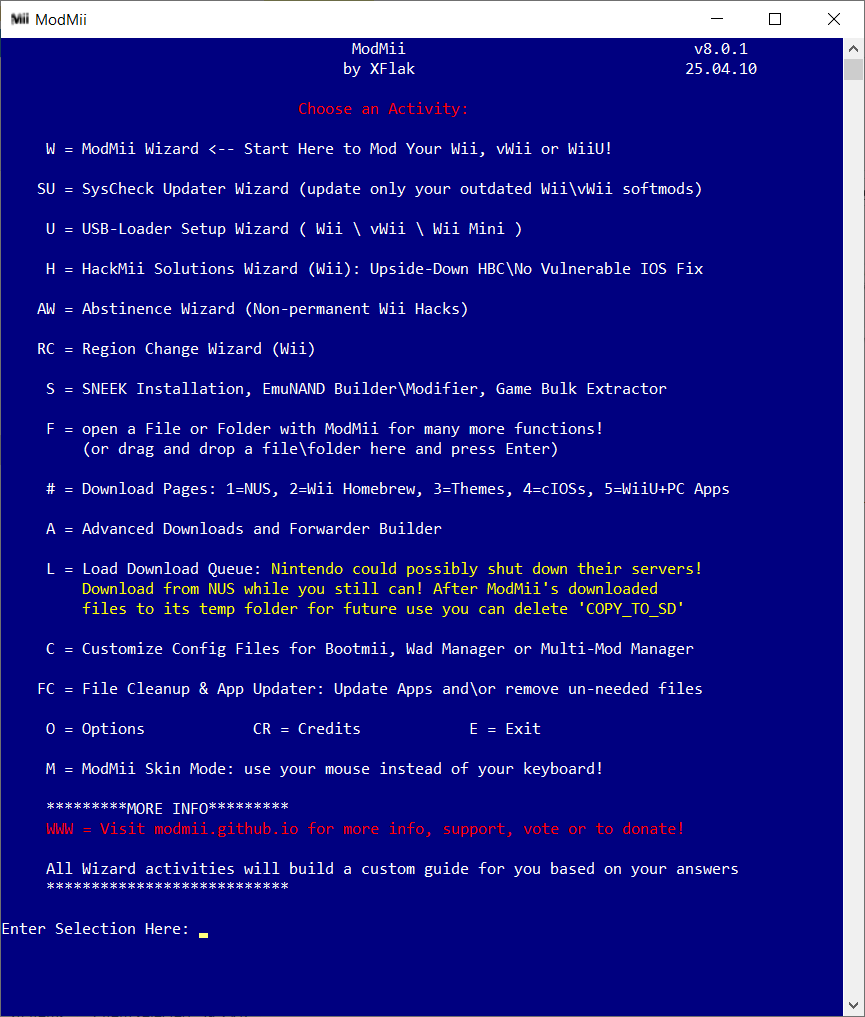 Mii ModMii
ModMii v8.0.1
by XFlak 25.04.10
Choose an Activity:
W = ModMii Wizard <-- Start Here to Mod Your Wii, vWii or WiiU!
SU = SysCheck Updater Wizard (update only your outdated Wii\vWii softmods)
U = USB-Loader Setup Wizard ( Wii \ vWii \ Wii Mini )
H = HackMii Solutions Wizard (Wii): Upside-Down HBC\No Vulnerable IOS Fix
AW = Abstinence Wizard (Non-permanent Wii Hacks)
RC = Region Change Wizard (Wii)
S = SNEEK Installation, EmuNAND Builder\Modifier, Game Bulk Extractor
F = open a File or Folder with ModMii for many more functions!
(or drag and drop a file\folder here and press Enter)
# = Download Pages: 1=NUS, 2=Wii Homebrew, 3=Themes, 4=cIOSs, 5=WiiU+PC Apps
A = Advanced Downloads and Forwarder Builder
L = Load Download Queue: Nintendo could possibly shut down their servers!
Download from NUS while you still can! After ModMii's downloaded
files to its temp folder for future use you can delete 'COPY_TO_SD'
C = Customize Config Files for Bootmii, Wad Manager or Multi-Mod Manager
FC = File Cleanup & App Updater: Update Apps and\or remove un-needed files
O = Options CR = Credits E = Exit
M = ModMii Skin Mode: use your mouse instead of your keyboard!
*********MORE INFO*********
WWW = Visit modmii.github.io for more info, support, vote or to donate!
All Wizard activities will build a custom guide for you based on your answers
***************************
Enter Selection Here: